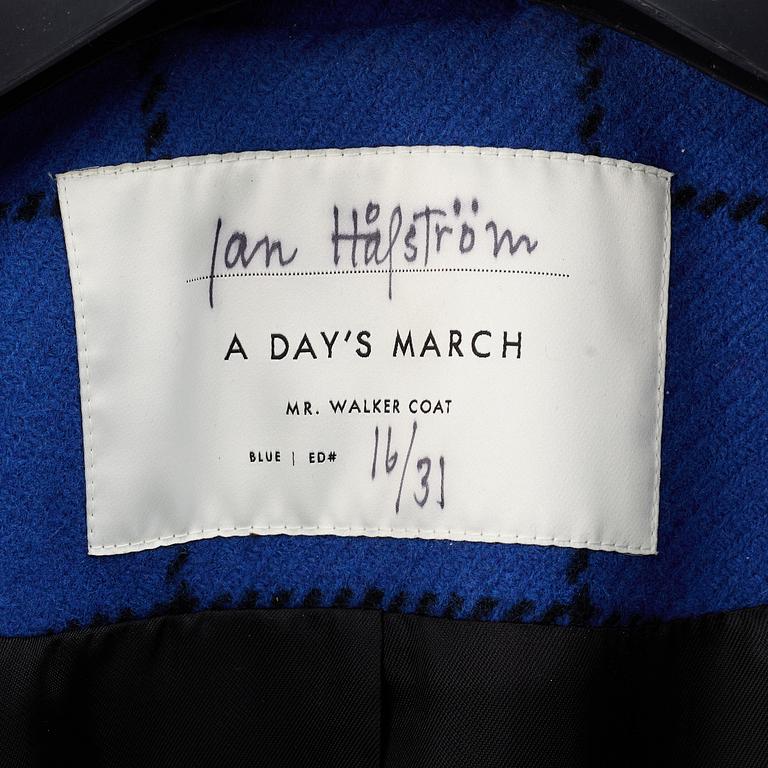 Jan Håfström
A DAY'S MARCH
MR. WALKER COAT
BLUE | ED# 16/31